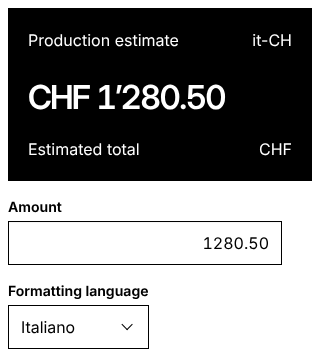 Production estimate it-CH
CHF 1’280.50
Estimated total CHF
Amount
1280.50
Formatting language
Italiano